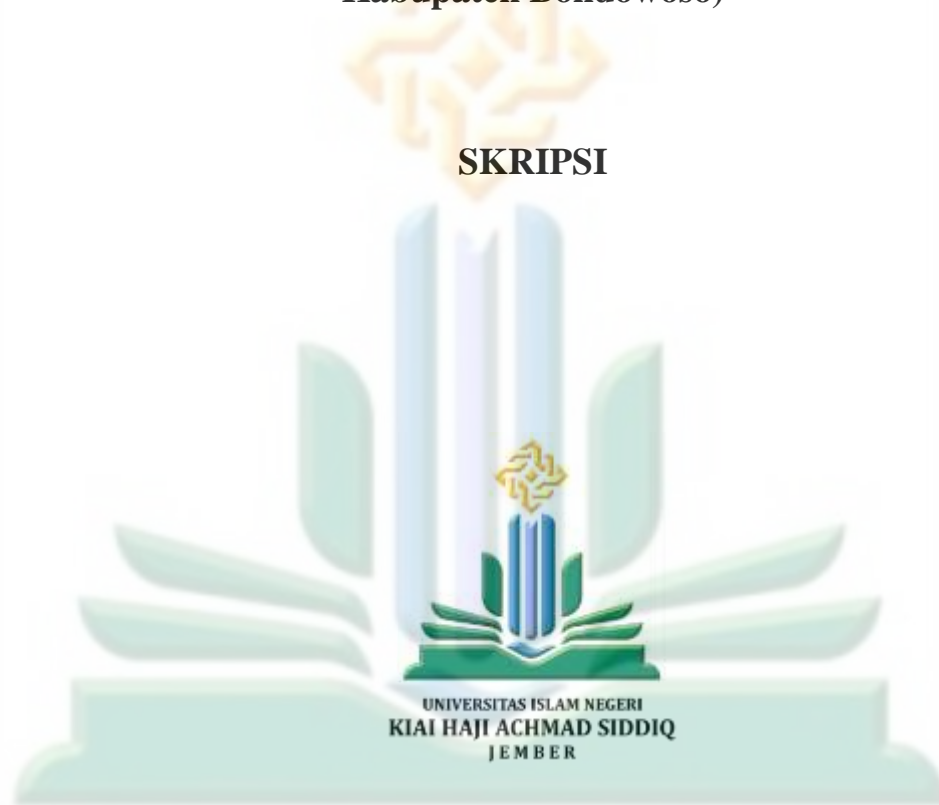 Kabupaten Bondowoso)
SKRIPSI
UNIVERSITAS ISLAM NEGERI
KIAI HAJI ACHMAD SIDDIQ
JEMBER